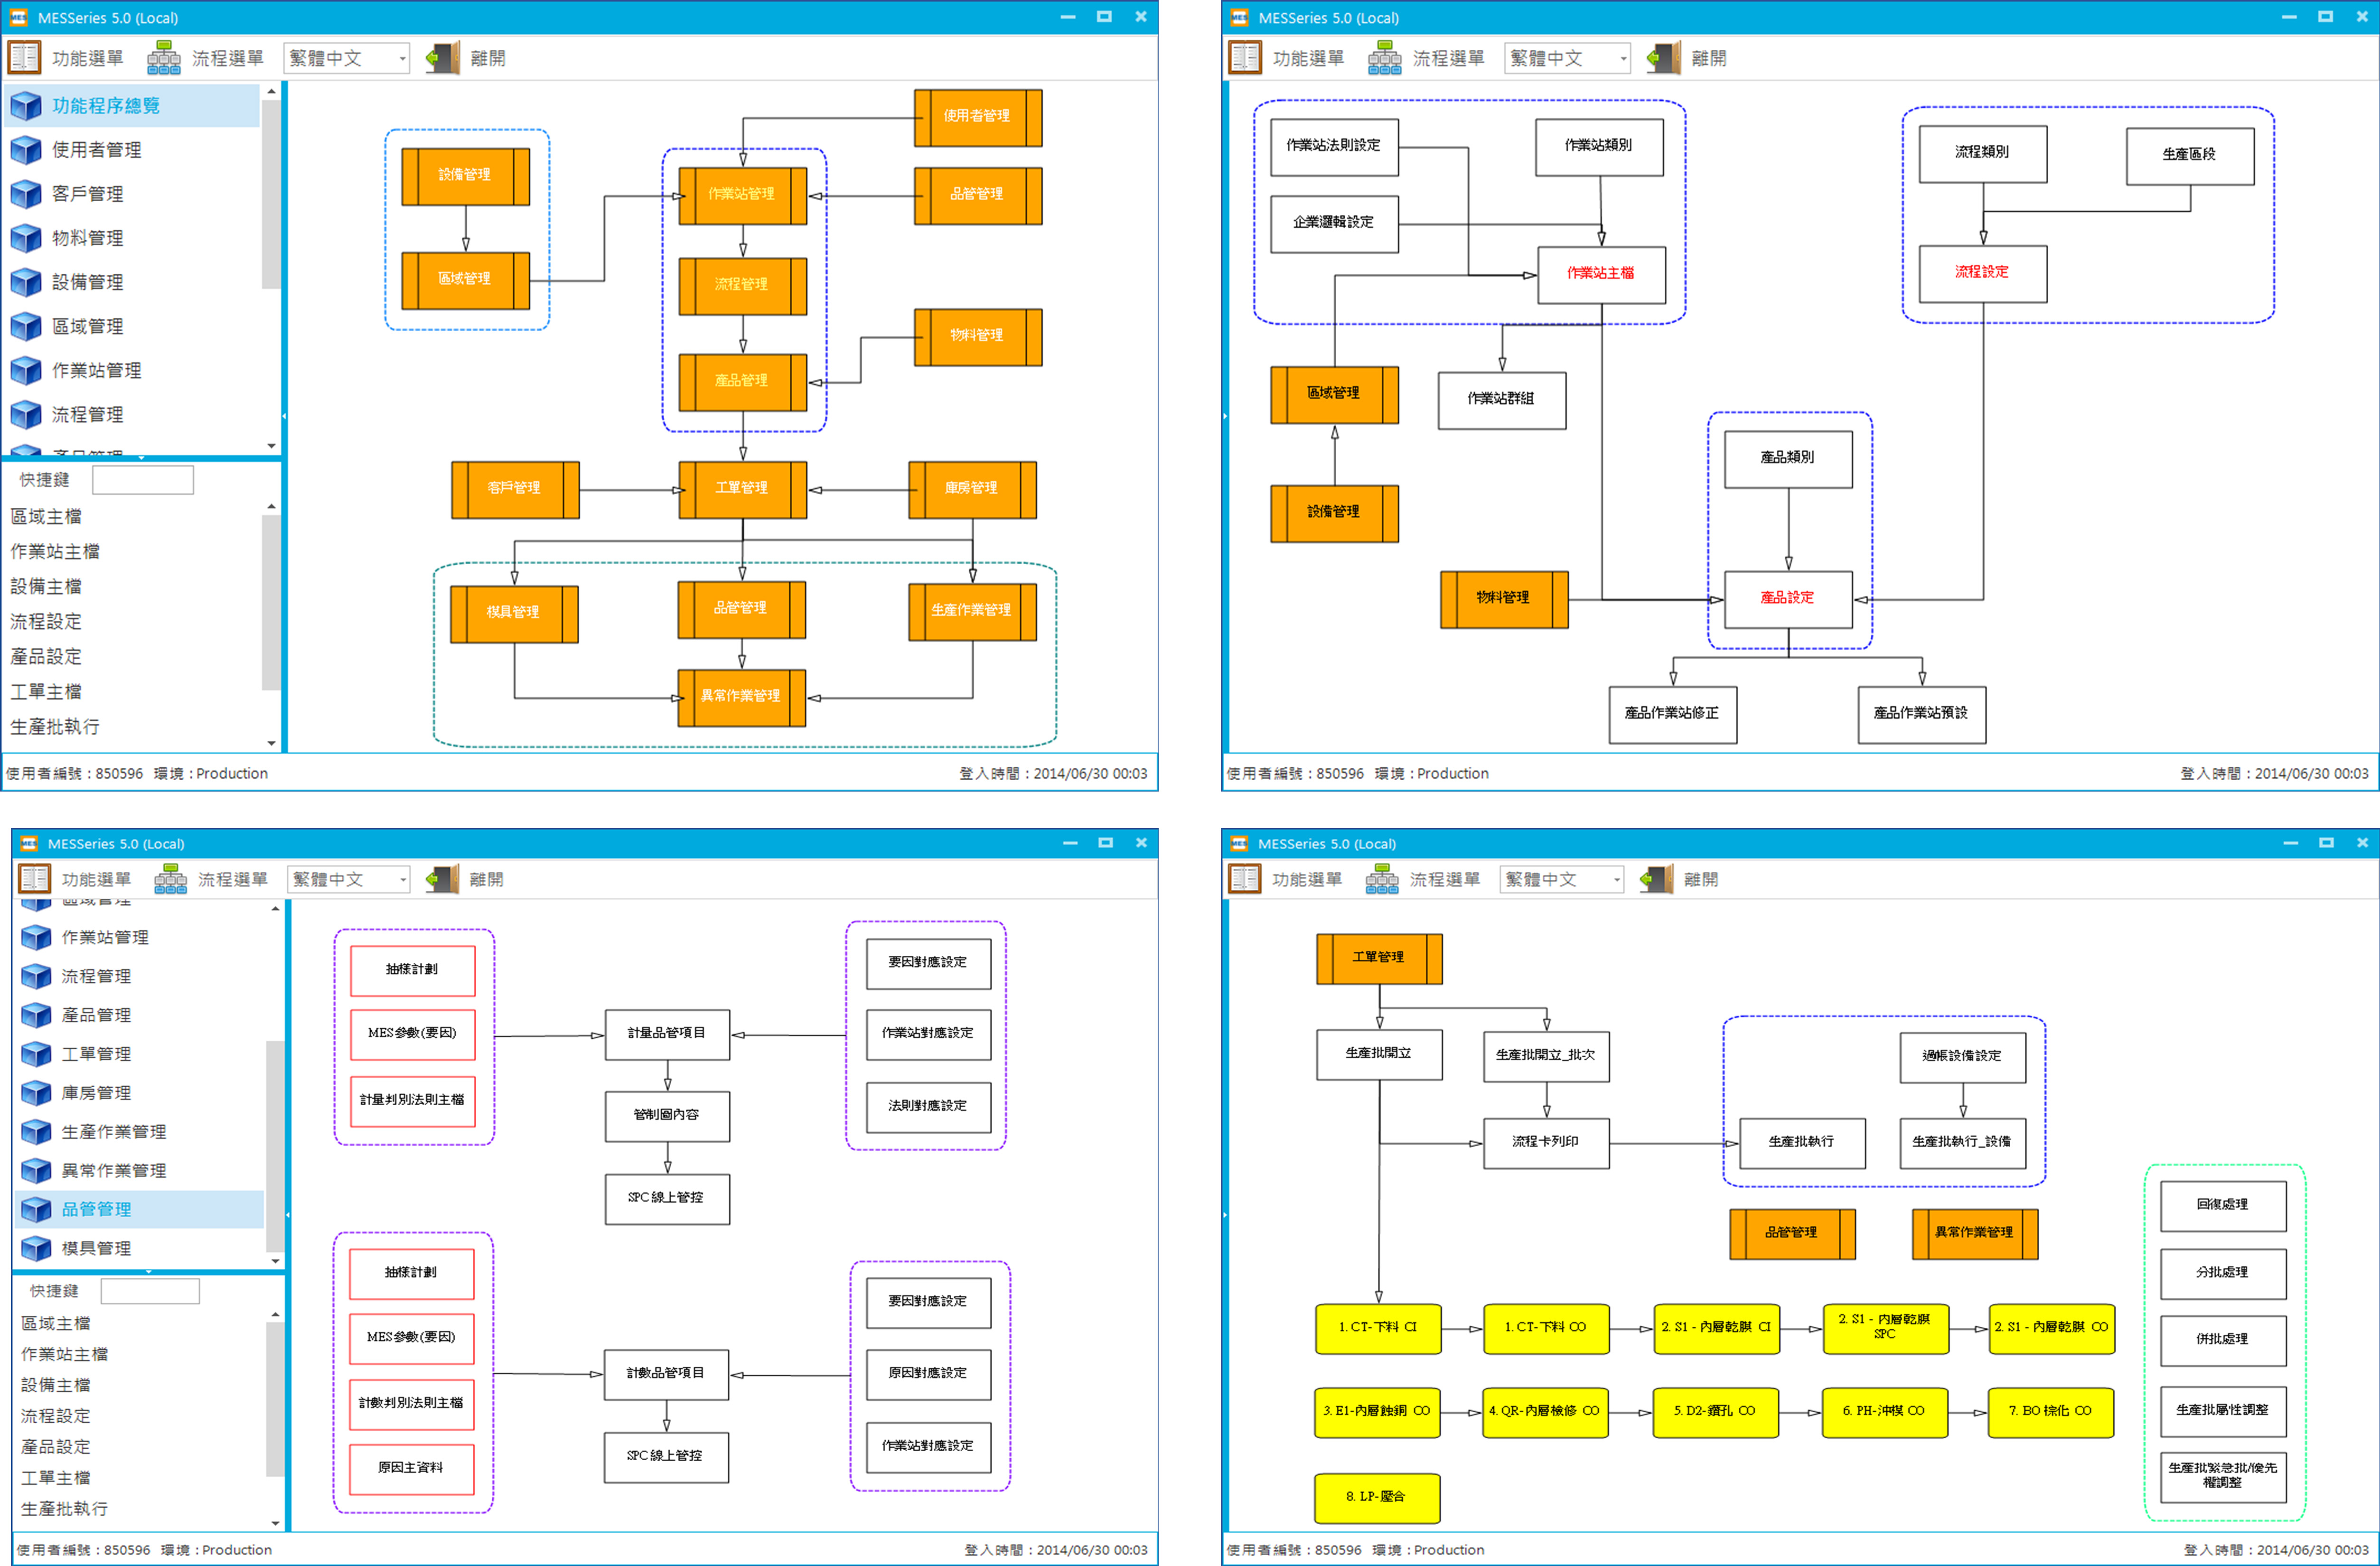 MESSeries 5.0 (Local)
功能選單 流程選單 繁體中文 離開
功能程序總覽
使用者管理
客戶管理
物料管理
設備管理
區域管理
作業站管理
流程管理
產品管理
快捷鍵
區域主檔
作業站主檔
設備主檔
流程設定
產品設定
工單主檔
生產批執行
使用者管理
設備管理
作業站管理
品管管理
區域管理
流程管理
物料管理
產品管理
客戶管理
工單管理
庫房管理
模具管理
品管管理
生產作業管理
異常作業管理
使用者編號：850596 環境：Production
登入時間：2014/06/30 00:03
MESSeries 5.0 (Local)
功能選單 流程選單 繁體中文 離開
作業站法則設定
作業站類別
流程類別
生產區段
企業邏輯設定
作業站主檔
流程設定
區域管理
作業站群組
產品類別
設備管理
物料管理
產品設定
產品作業站修正
產品作業站預設
使用者編號：850596 環境：Production
登入時間：2014/06/30 00:03
MESSeries 5.0 (Local)
功能選單 流程選單 繁體中文 離開
區域管理
作業站管理
流程管理
產品管理
工單管理
庫房管理
生產作業管理
異常作業管理
品管管理
模具管理
快捷鍵
區域主檔
作業站主檔
設備主檔
流程設定
產品設定
工單主檔
生產批執行
抽樣計劃
MES參數(要因)
計量判別法則主檔
計量品管項目
管制圖內容
SPC線上管控
要因對應設定
作業站對應設定
法則對應設定
抽樣計劃
MES參數(要因)
計數判別法則主檔
原因主資料
計數品管項目
SPC線上管控
要因對應設定
原因對應設定
作業站對應設定
使用者編號：850596 環境：Production
登入時間：2014/06/30 00:03
MESSeries 5.0 (Local)
功能選單 流程選單 繁體中文 離開
工單管理
生產批開立
生產批開立_批次
過帳設備設定
流程卡列印
生產批執行
生產批執行_設備
品管管理
異常作業管理
1. CT-下料 CI
1. CT-下料 CO
2. S1 - 內層乾膜 CI
2. S1 - 內層乾膜
SPC
2. S1 - 內層乾膜 CO
3. E1-內層蝕銅 CO
4. QR-內層檢修 CO
5. D2-鑽孔 CO
6. PH-沖模 CO
7. BO 棕化 CO
8. LP-壓合
回復處理
分批處理
併批處理
生產批屬性調整
生產批緊急批/優先
權調整
使用者編號：850596 環境：Production
登入時間：2014/06/30 00:03